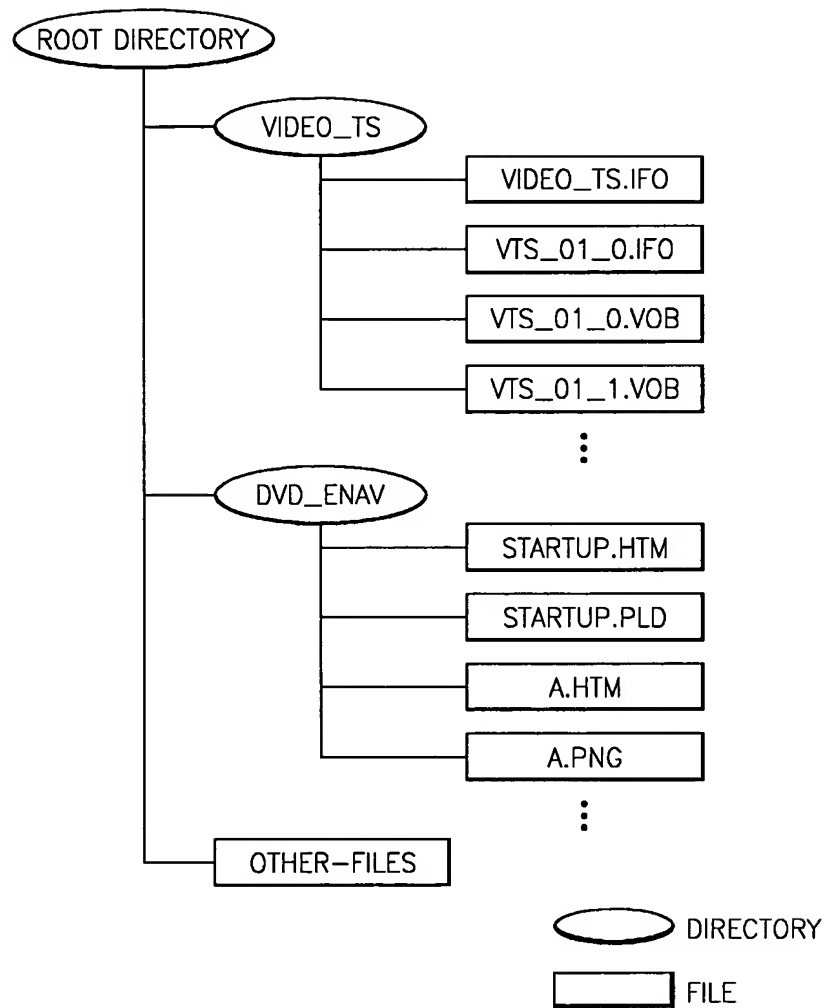 ROOT DIRECTORY
VIDEO_TS
VIDEO_TS.IFO
VTS_01_0.IFO
VTS_01_0.VOB
VTS_01_1.VOB
DVD_ENAV
STARTUP.HTM
STARTUP.PLD
A.HTM
A.PNG
OTHER-FILES
DIRECTORY
FILE